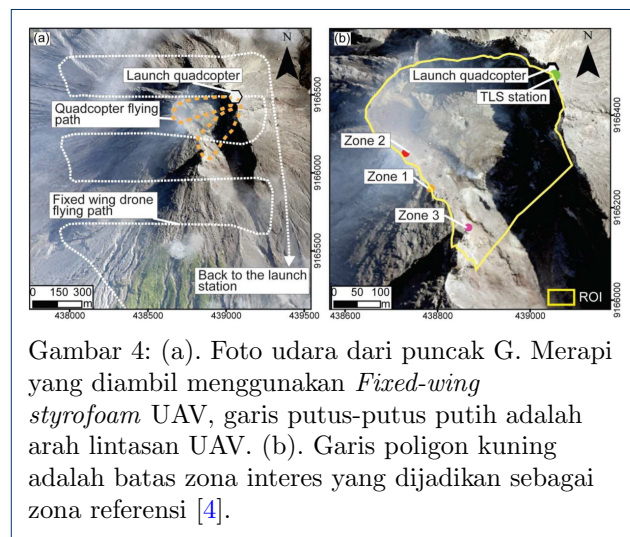 (a)
N
Launch quadcopter
Quadcopter flying
path
Fixed wing drone
flying path
Back to the launch
station
0 150 300
m
438000 438500 439000 439500
9166500
9166000
9165500
(b)
N
Launch quadcopter
TLS station
Zone 2
Zone 1
Zone 3
0 50 100
m
ROI
438600 438800 439000
9166400
9166200
9166000
Gambar 4: (a). Foto udara dari puncak G. Merapi
yang diambil menggunakan Fixed-wing
styrofoam UAV, garis putus-putus putih adalah
arah lintasan UAV. (b). Garis poligon kuning
adalah batas zona interes yang dijadikan sebagai
zona referensi [4].